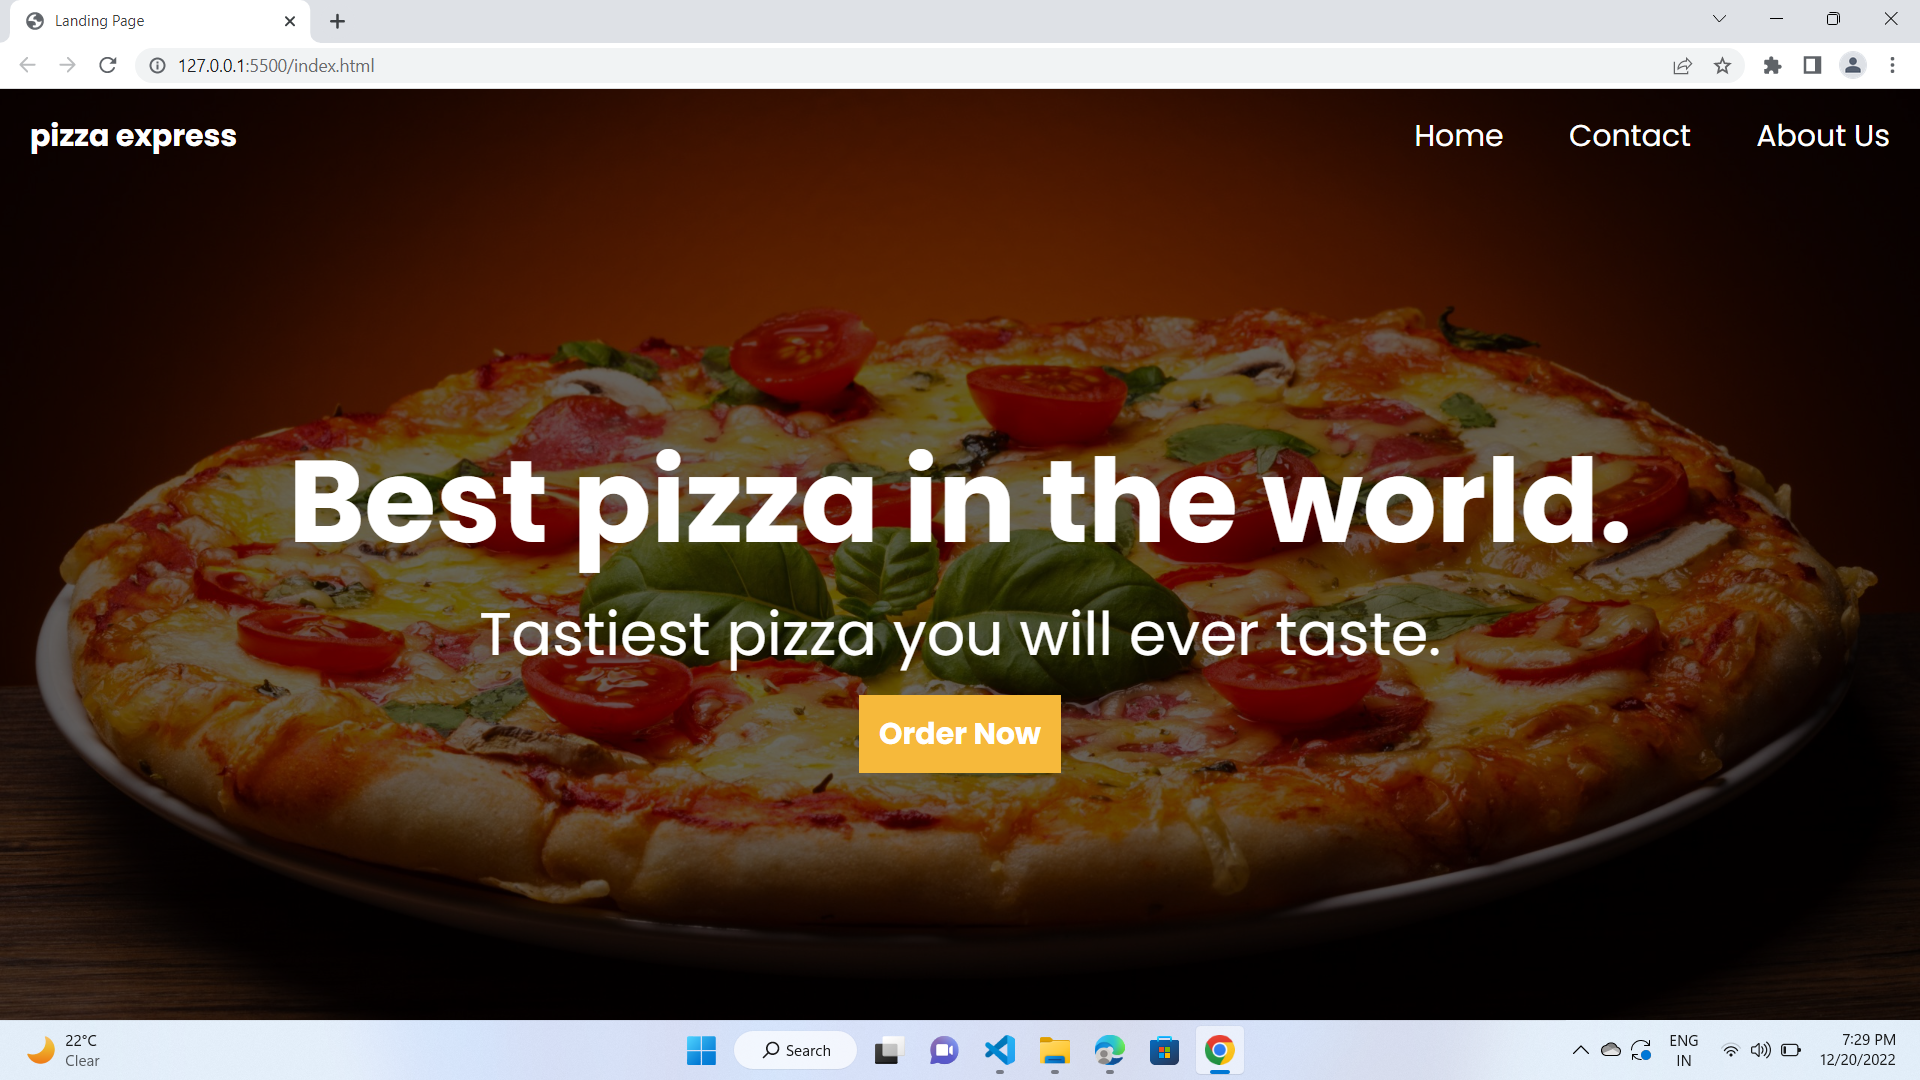 Landing Page
127.0.0.1:5500/index.html
pizza express
Home Contact About Us
Best pizza in the world.
Tastiest pizza you will ever taste.
Order Now
22°C
Clear
Search
ENG
IN
7:29 PM
12/20/2022